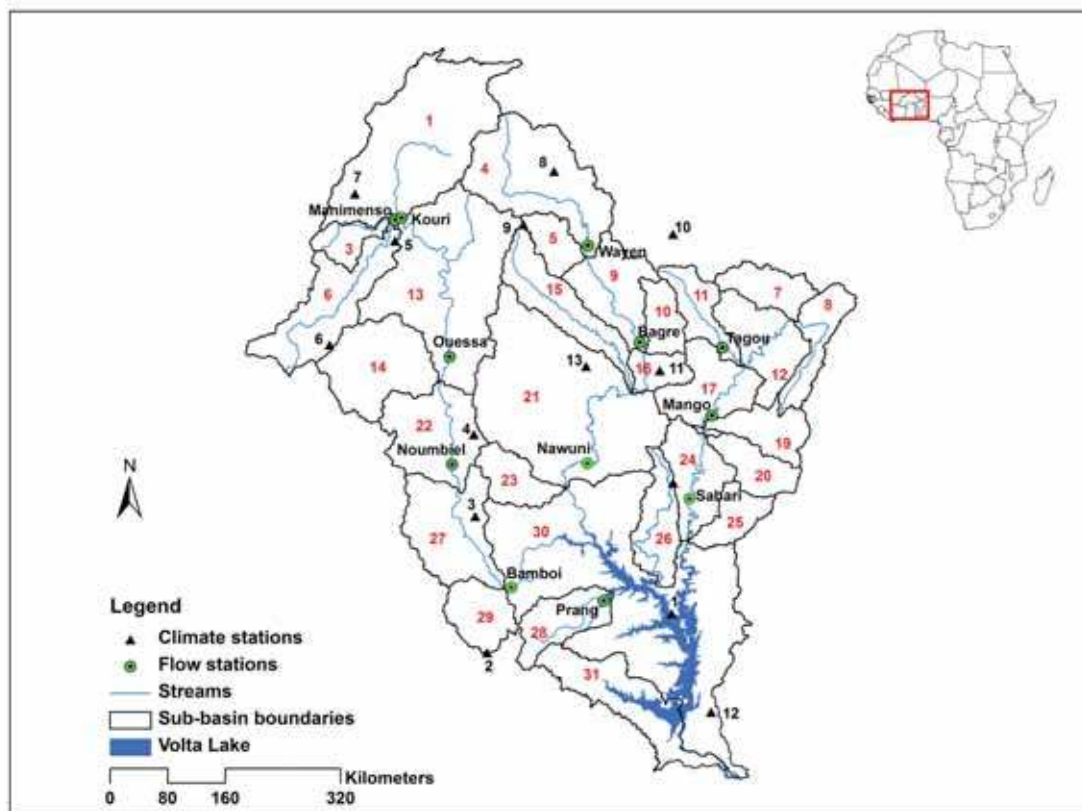 1
7
4
8
Manimenso
Kouri
5
3
9
5
Wayen
10
6
13
15
9
10
11
7
8
6
Ouessa
Bagre
Tagou
14
13
16
11
12
21
17
Mango
22
4
19
Noumbiel
Nawuni
24
23
20
Sabari
3
27
30
26
25
Bamboi
Prang
1
29
28
2
31
12
N
Legend
Climate stations
Flow stations
Streams
Sub-basin boundaries
Volta Lake
Kilometers
0 80 160 320